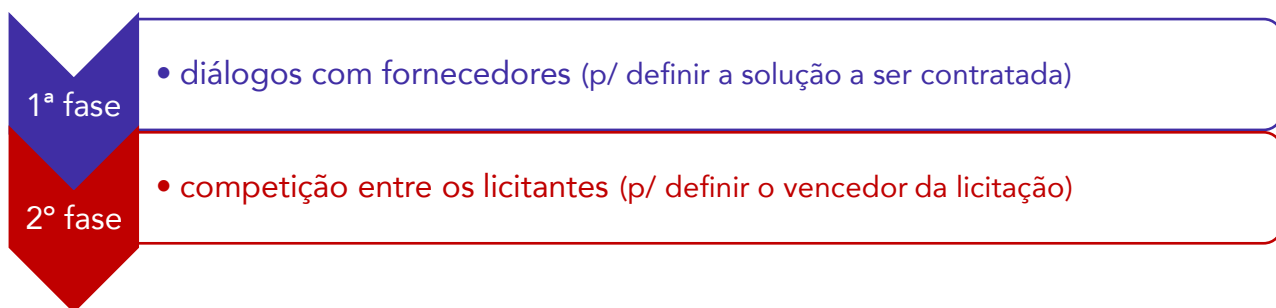 1ª fase
• diálogos com fornecedores (p/ definir a solução a ser contratada)
2º fase
• competição entre os licitantes (p/ definir o vencedor da licitação)